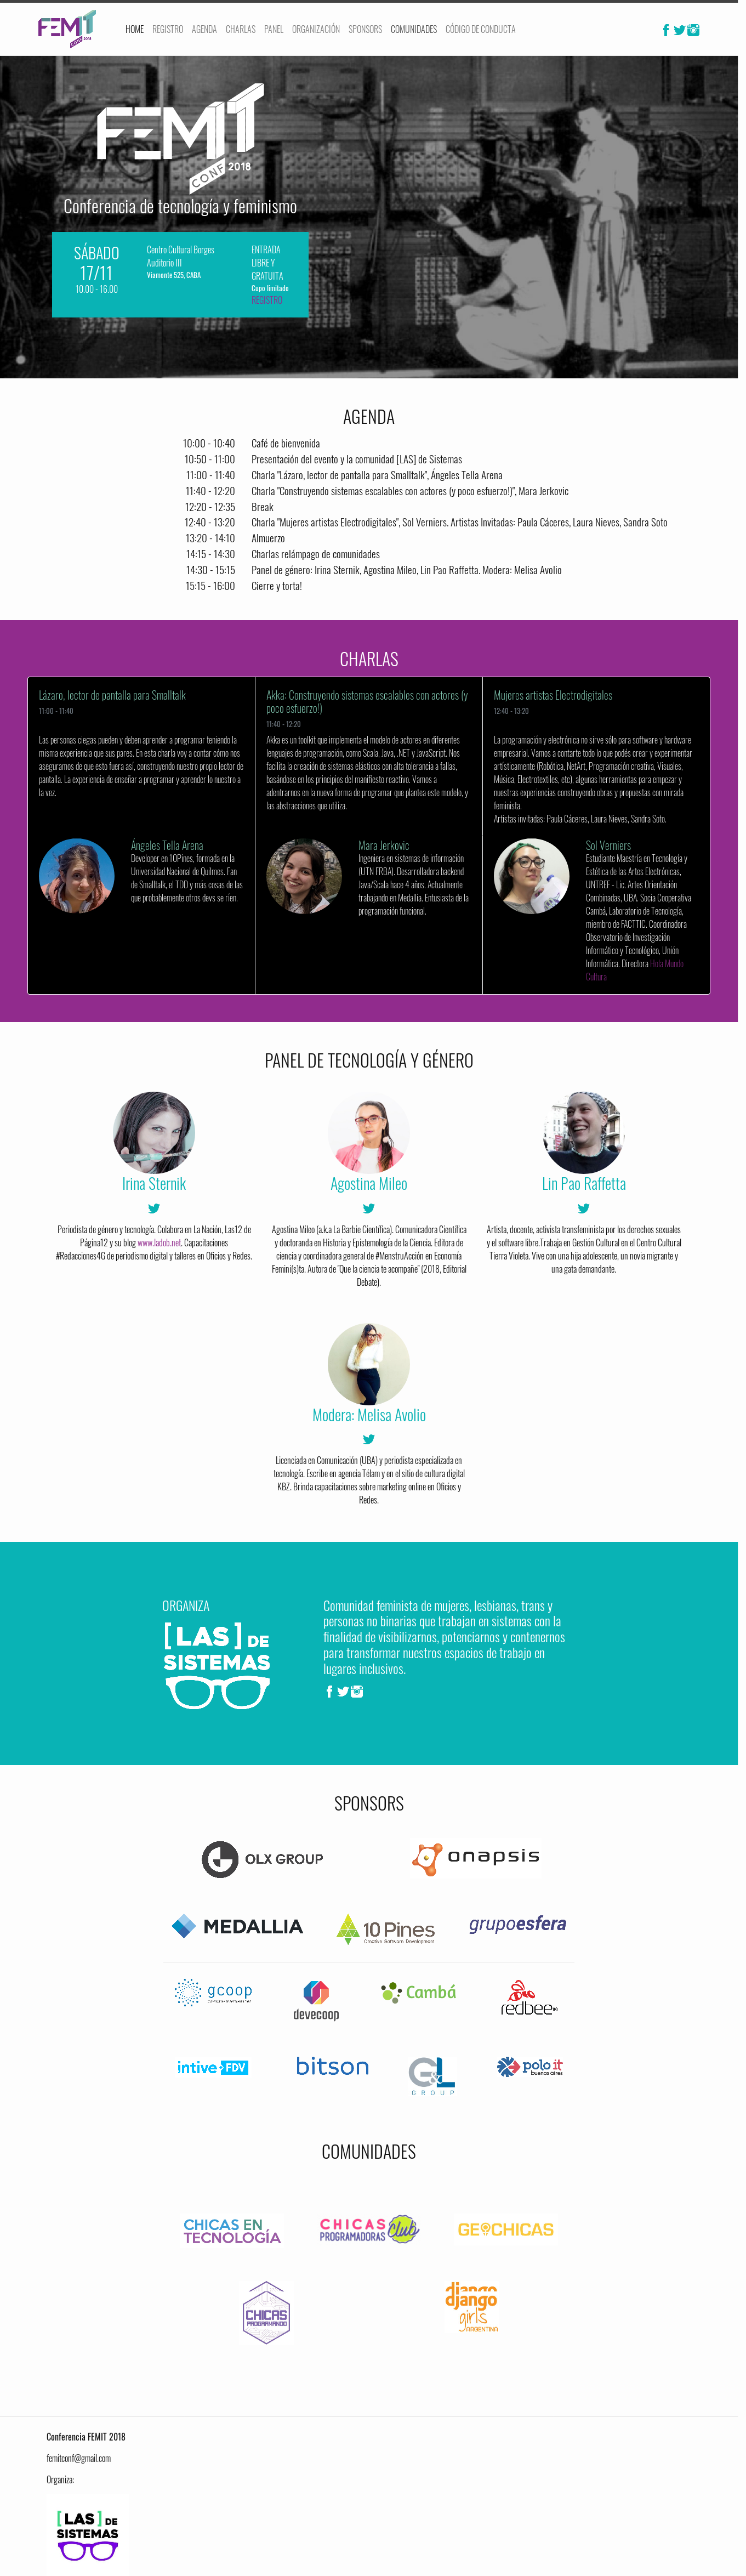 FEMIT
CONF 2018
HOME REGISTRO AGENDA CHARLAS PANEL ORGANIZACIÓN SPONSORS COMUNIDADES CÓDIGO DE CONDUCTA
FEMIT
CONF 2018
Conferencia de tecnología y feminismo
SÁBADO
17/11
10.00 - 16.00
Centro Cultural Borges
Auditorio III
Viamonte 525, CABA
ENTRADA
LIBRE Y
GRATUITA
Cupo limitado
REGISTRO
AGENDA
10:00 - 10:40 Café de bienvenida
10:50 - 11:00 Presentación del evento y la comunidad [LAS] de Sistemas
11:00 - 11:40 Charla "Lázaro, lector de pantalla para Smalltalk", Ángeles Tella Arena
11:40 - 12:20 Charla "Construyendo sistemas escalables con actores (y poco esfuerzo!)", Mara Jerkovic
12:20 - 12:35 Break
12:40 - 13:20 Charla "Mujeres artistas Electrodigitales", Sol Verniers. Artistas Invitadas: Paula Cáceres, Laura Nieves, Sandra Soto
13:20 - 14:10 Almuerzo
14:15 - 14:30 Charlas relámpago de comunidades
14:30 - 15:15 Panel de género: Irina Sternik, Agostina Mileo, Lin Pao Raffetta. Modera: Melisa Avolio
15:15 - 16:00 Cierre y torta!
CHARLAS
Lázaro, lector de pantalla para Smalltalk
11:00 - 11:40
Las personas ciegas pueden y deben aprender a programar teniendo la
misma experiencia que sus pares. En esta charla voy a contar cómo nos
aseguramos de que esto fuera así, construyendo nuestro propio lector de
pantalla. La experiencia de enseñar a programar y aprender lo nuestro a
la vez.
Ángeles Tella Arena
Developer en 10Pines, formada en la
Universidad Nacional de Quilmes. Fan
de Smalltalk, el TDD y más cosas de las
que probablemente otros devs se ríen.
Akka: Construyendo sistemas escalables con actores (y
poco esfuerzo!)
11:40 - 12:20
Akka es un toolkit que implementa el modelo de actores en diferentes
lenguajes de programación, como Scala, Java, .NET y JavaScript. Nos
facilita la creación de sistemas elásticos con alta tolerancia a fallas,
basándose en los principios del manifiesto reactivo. Vamos a
adentrarnos en la nueva forma de programar que plantea este modelo, y
las abstracciones que utiliza.
Mara Jerkovic
Ingeniera en sistemas de información
(UTN FRBA). Desarrolladora backend
Java/Scala hace 4 años. Actualmente
trabajando en Medallia. Entusiasta de la
programación funcional.
Mujeres artistas Electrodigitales
12:40 - 13:20
La programación y electrónica no sirve sólo para software y hardware
empresarial. Vamos a contarte todo lo que podés crear y experimentar
artísticamente (Robótica, NetArt, Programación creativa, Visuales,
Música, Electrotextiles, etc), algunas herramientas para empezar y
nuestras experiencias construyendo obras y propuestas con mirada
feminista.
Artistas invitadas: Paula Cáceres, Laura Nieves, Sandra Soto.
Sol Verniers
Estudiante Maestría en Tecnología y
Estética de las Artes Electrónicas,
UNTREF - Lic. Artes Orientación
Combinadas, UBA. Socia Cooperativa
Cambá, Laboratorio de Tecnología,
miembro de FACTTIC. Coordinadora
Observatorio de Investigación
Informático y Tecnológico, Unión
Informática. Directora Hola Mundo
Cultura
PANEL DE TECNOLOGÍA Y GÉNERO
Irina Sternik
Periodista de género y tecnología. Colabora en La Nación, Las12 de
Página12 y su blog www.ladob.net. Capacitaciones
#Redacciones4G de periodismo digital y talleres en Oficios y Redes.
Agostina Mileo
Agostina Mileo (a.k.a La Barbie Científica). Comunicadora Científica
y doctoranda en Historia y Epistemología de la Ciencia. Editora de
ciencia y coordinadora general de #MenstruAcción en Economía
Femini(s)ta. Autora de "Que la ciencia te acompañe" (2018, Editorial
Debate).
Lin Pao Raffetta
Artista, docente, activista transfeminista por los derechos sexuales
y el software libre.Trabaja en Gestión Cultural en el Centro Cultural
Tierra Violeta. Vive con una hija adolescente, un novio migrante y
una gata demandante.
Modera: Melisa Avolio
Licenciada en Comunicación (UBA) y periodista especializada en
tecnología. Escribe en agencia Télam y en el sitio de cultura digital
KBZ. Brinda capacitaciones sobre marketing online en Oficios y
Redes.
ORGANIZA
[LAS] DE
SISTEMAS
Comunidad feminista de mujeres, lesbianas, trans y
personas no binarias que trabajan en sistemas con la
finalidad de visibilizarnos, potenciarnos y contenernos
para transformar nuestros espacios de trabajo en
lugares inclusivos.
SPONSORS
OLX GROUP onapsis
MEDALLIA 10Pines grupoesfera
Creative Software Development
gcoop devecoop Cambá redbee
intive FDV bitson G&L GROUP polo it
buenos aires
COMUNIDADES
CHICAS EN
TECNOLOGÍA
CHICAS
PROGRAMADORAS Club
GEOCHICAS
CHICAS
PROGRAMANDO
django
django
girls
ARGENTINA
Conferencia FEMIT 2018
femitconf@gmail.com
Organiza:
[LAS] DE
SISTEMAS